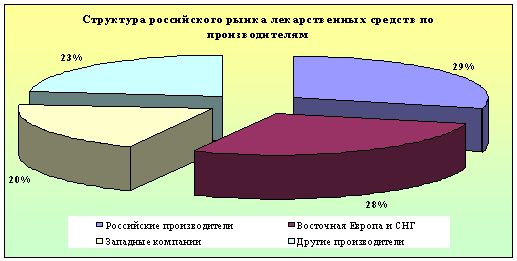 Структура российского рынка лекарственных средств по
производителям
23%
29%
20%
28%
Российские производители
Восточная Европа и СНГ
Западные компании
Другие производители